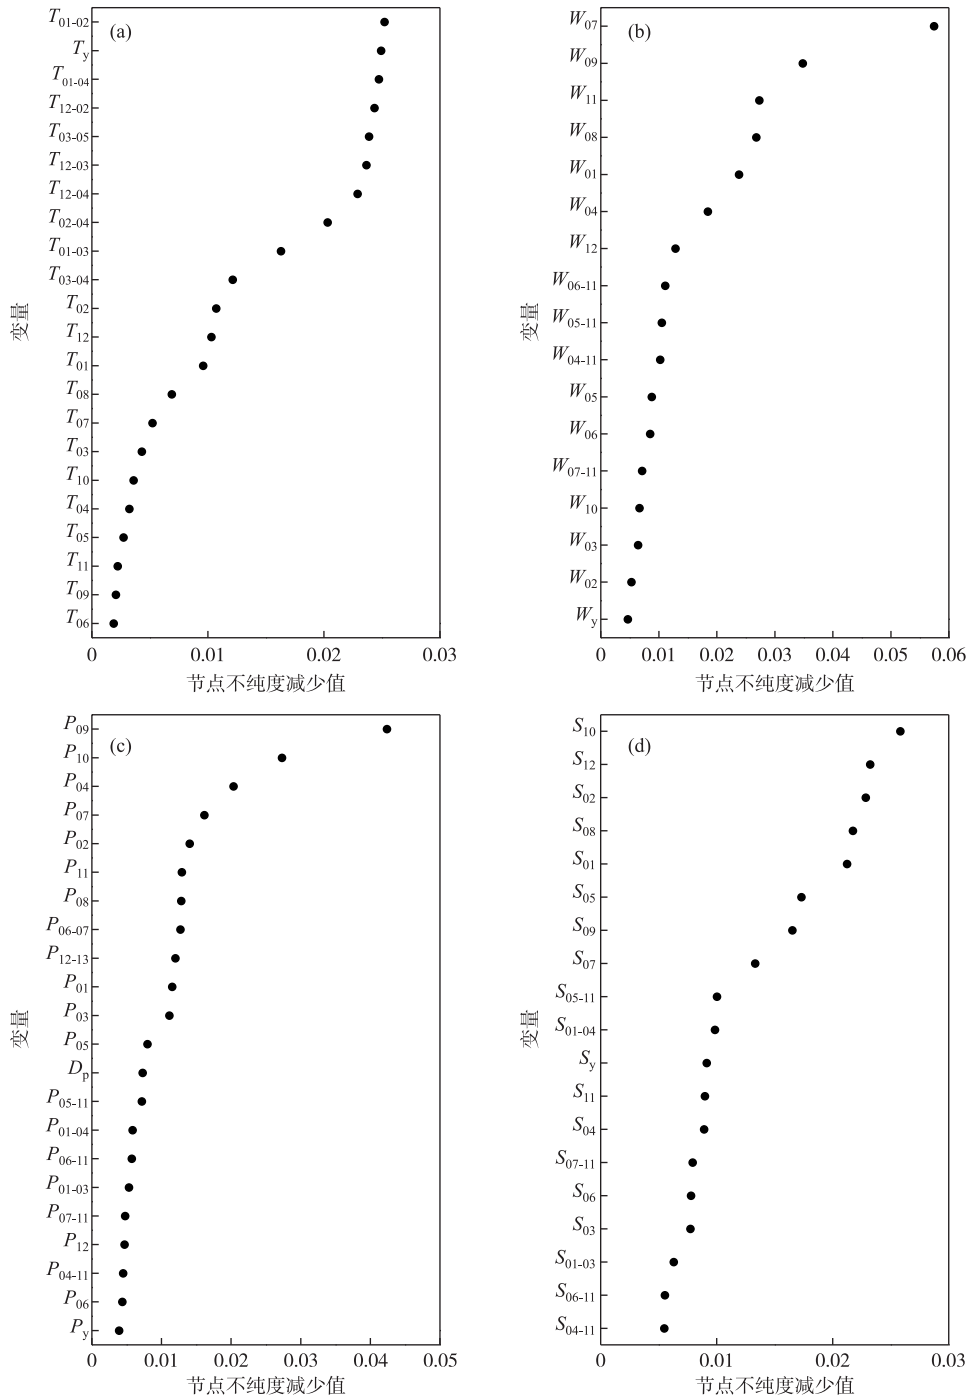 (a)
T01-02
Ty
T01-04
T12-02
T03-05
T12-03
T12-04
T02-04
T01-03
T03-04
T02
T12
T01
T08
T07
T03
T10
T04
T05
T11
T09
T06
变量
0 0.01 0.02 0.03
节点不纯度减少值
(b)
W07
W09
W11
W08
W01
W04
W12
W06-11
W05-11
W04-11
W05
W06
W07-11
W10
W03
W02
Wy
变量
0 0.01 0.02 0.03 0.04 0.05 0.06
节点不纯度减少值
(c)
P09
P10
P04
P07
P02
P11
P08
P06-07
P12-13
P01
P03
P05
Dp
P05-11
P01-04
P06-11
P01-03
P07-11
P12
P04-11
P06
Py
变量
0 0.01 0.02 0.03 0.04 0.05
节点不纯度减少值
(d)
S10
S12
S02
S08
S01
S05
S09
S07
S05-11
S01-04
Sy
S11
S04
S07-11
S06
S03
S01-03
S06-11
S04-11
变量
0 0.01 0.02 0.03
节点不纯度减少值